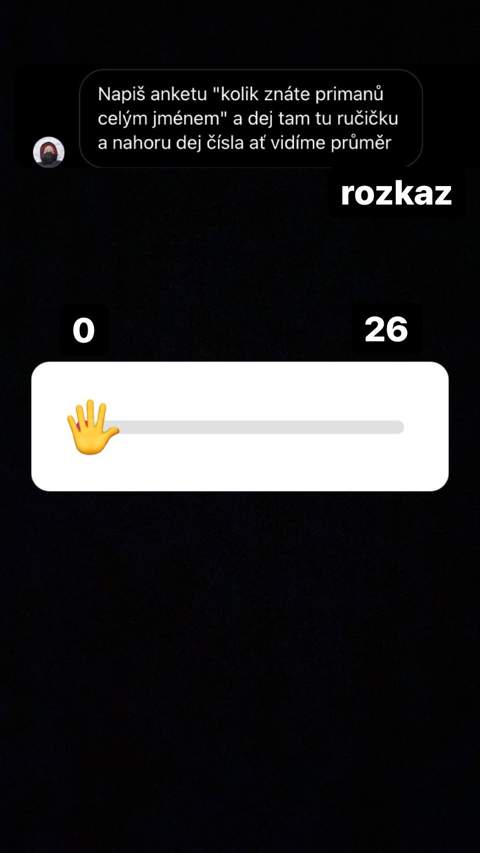 Napiš anketu "kolik znáte primanů
celým jménem" a dej tam tu ručičku
a nahoru dej čísla ať vidíme průměr
rozkaz
0 26